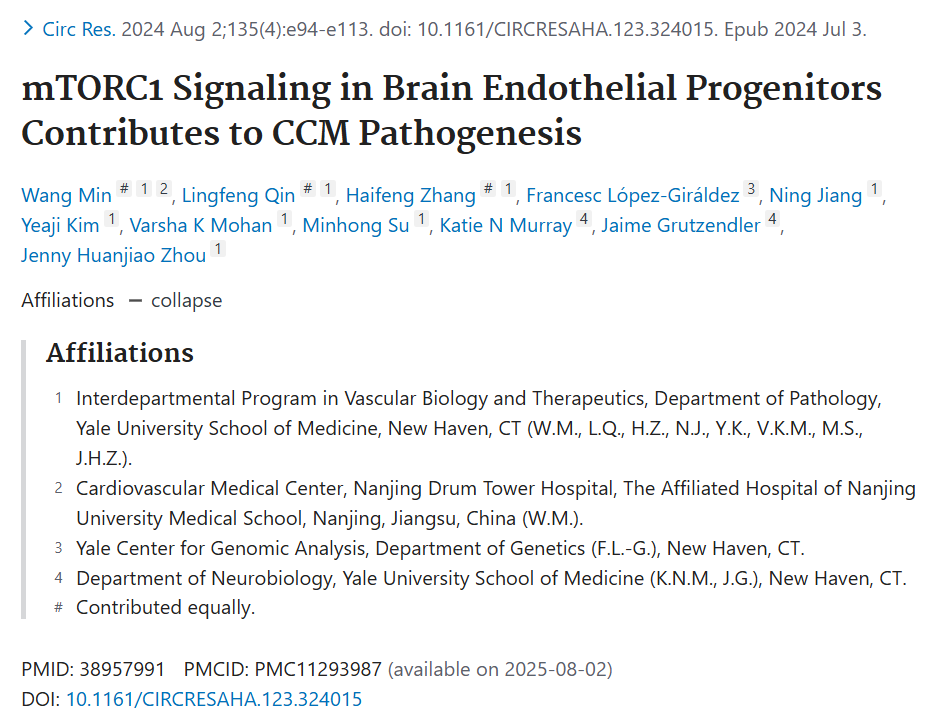 Circ Res. 2024 Aug 2;135(4):e94-e113. doi: 10.1161/CIRCRESAHA.123.324015. Epub 2024 Jul 3.
mTORC1 Signaling in Brain Endothelial Progenitors
Contributes to CCM Pathogenesis
Wang Min # 1 2, Lingfeng Qin # 1, Haifeng Zhang # 1, Francesc López-Giráldez 3, Ning Jiang 1,
Yeaji Kim 1, Varsha K Mohan 1, Minhong Su 1, Katie N Murray 4, Jaime Grutzendler 4,
Jenny Huanjiao Zhou 1
Affiliations — collapse
Affiliations
1 Interdepartmental Program in Vascular Biology and Therapeutics, Department of Pathology,
Yale University School of Medicine, New Haven, CT (W.M., L.Q., H.Z., N.J., Y.K., V.K.M., M.S.,
J.H.Z.).
2 Cardiovascular Medical Center, Nanjing Drum Tower Hospital, The Affiliated Hospital of Nanjing
University Medical School, Nanjing, Jiangsu, China (W.M.).
3 Yale Center for Genomic Analysis, Department of Genetics (F.L.-G.), New Haven, CT.
4 Department of Neurobiology, Yale University School of Medicine (K.N.M., J.G.), New Haven, CT.
# Contributed equally.
PMID: 38957991 PMCID: PMC11293987 (available on 2025-08-02)
DOI: 10.1161/CIRCRESAHA.123.324015